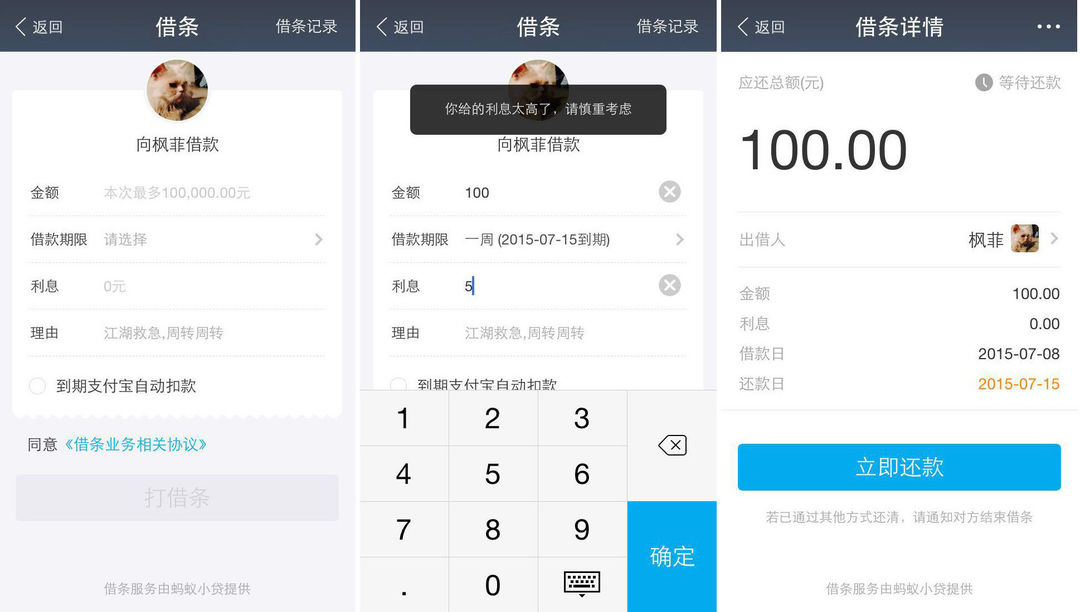 返回 借条 借条记录
向枫菲借款
金额 本次最多100,000.00元
借款期限 请选择
利息 0元
理由 江湖救急,周转周转
到期支付宝自动扣款
同意《借条业务相关协议》
打借条
借条服务由蚂蚁小贷提供
返回 借条 借条记录
你给的利息太高了，请慎重考虑
向枫菲借款
金额 100
借款期限 一周 (2015-07-15到期)
利息 5
理由 江湖救急,周转周转
到期支付宝自动扣款
1 2 3
4 5 6
7 8 9
. 0
确定
返回 借条详情
应还总额(元) 等待还款
100.00
出借人 枫菲
金额 100.00
利息 0.00
借款日 2015-07-08
还款日 2015-07-15
立即还款
若已通过其他方式还清，请通知对方结束借条
借条服务由蚂蚁小贷提供